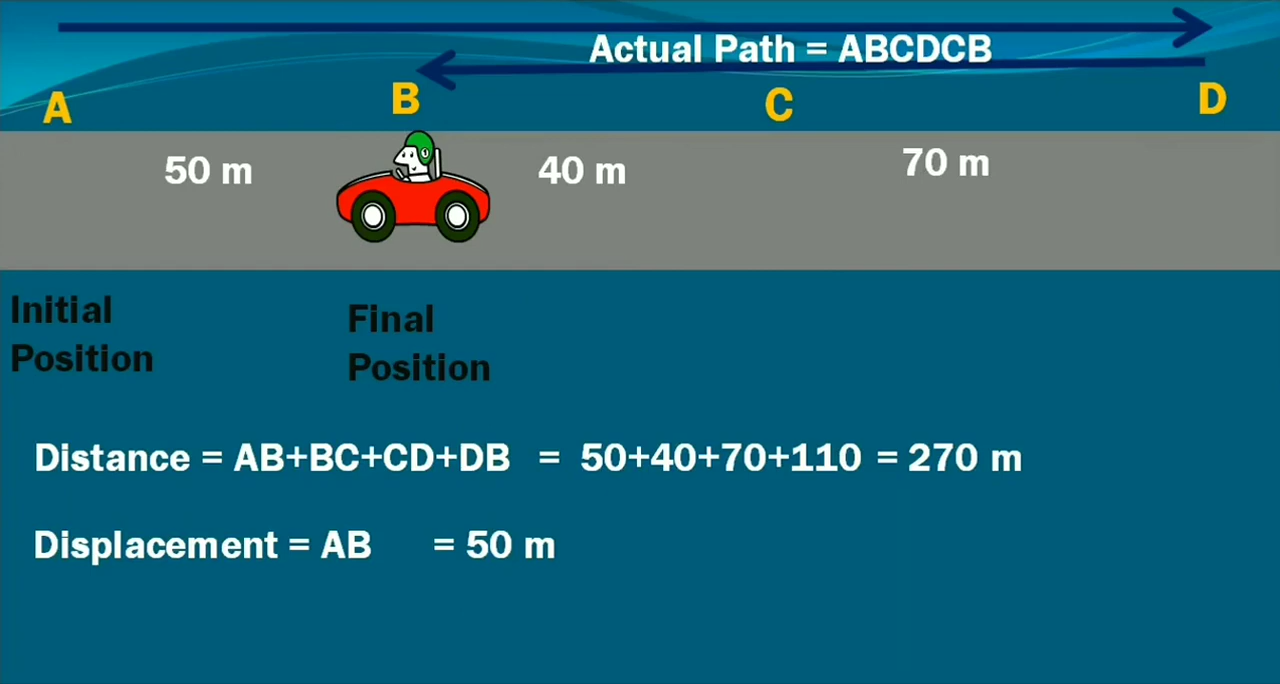 Actual Path = ABCDCB
A B C D
50 m 40 m 70 m
1
Initial
Position
Final
Position
Distance = AB+BC+CD+DB = 50+40+70+110 = 270 m
Displacement = AB = 50 m